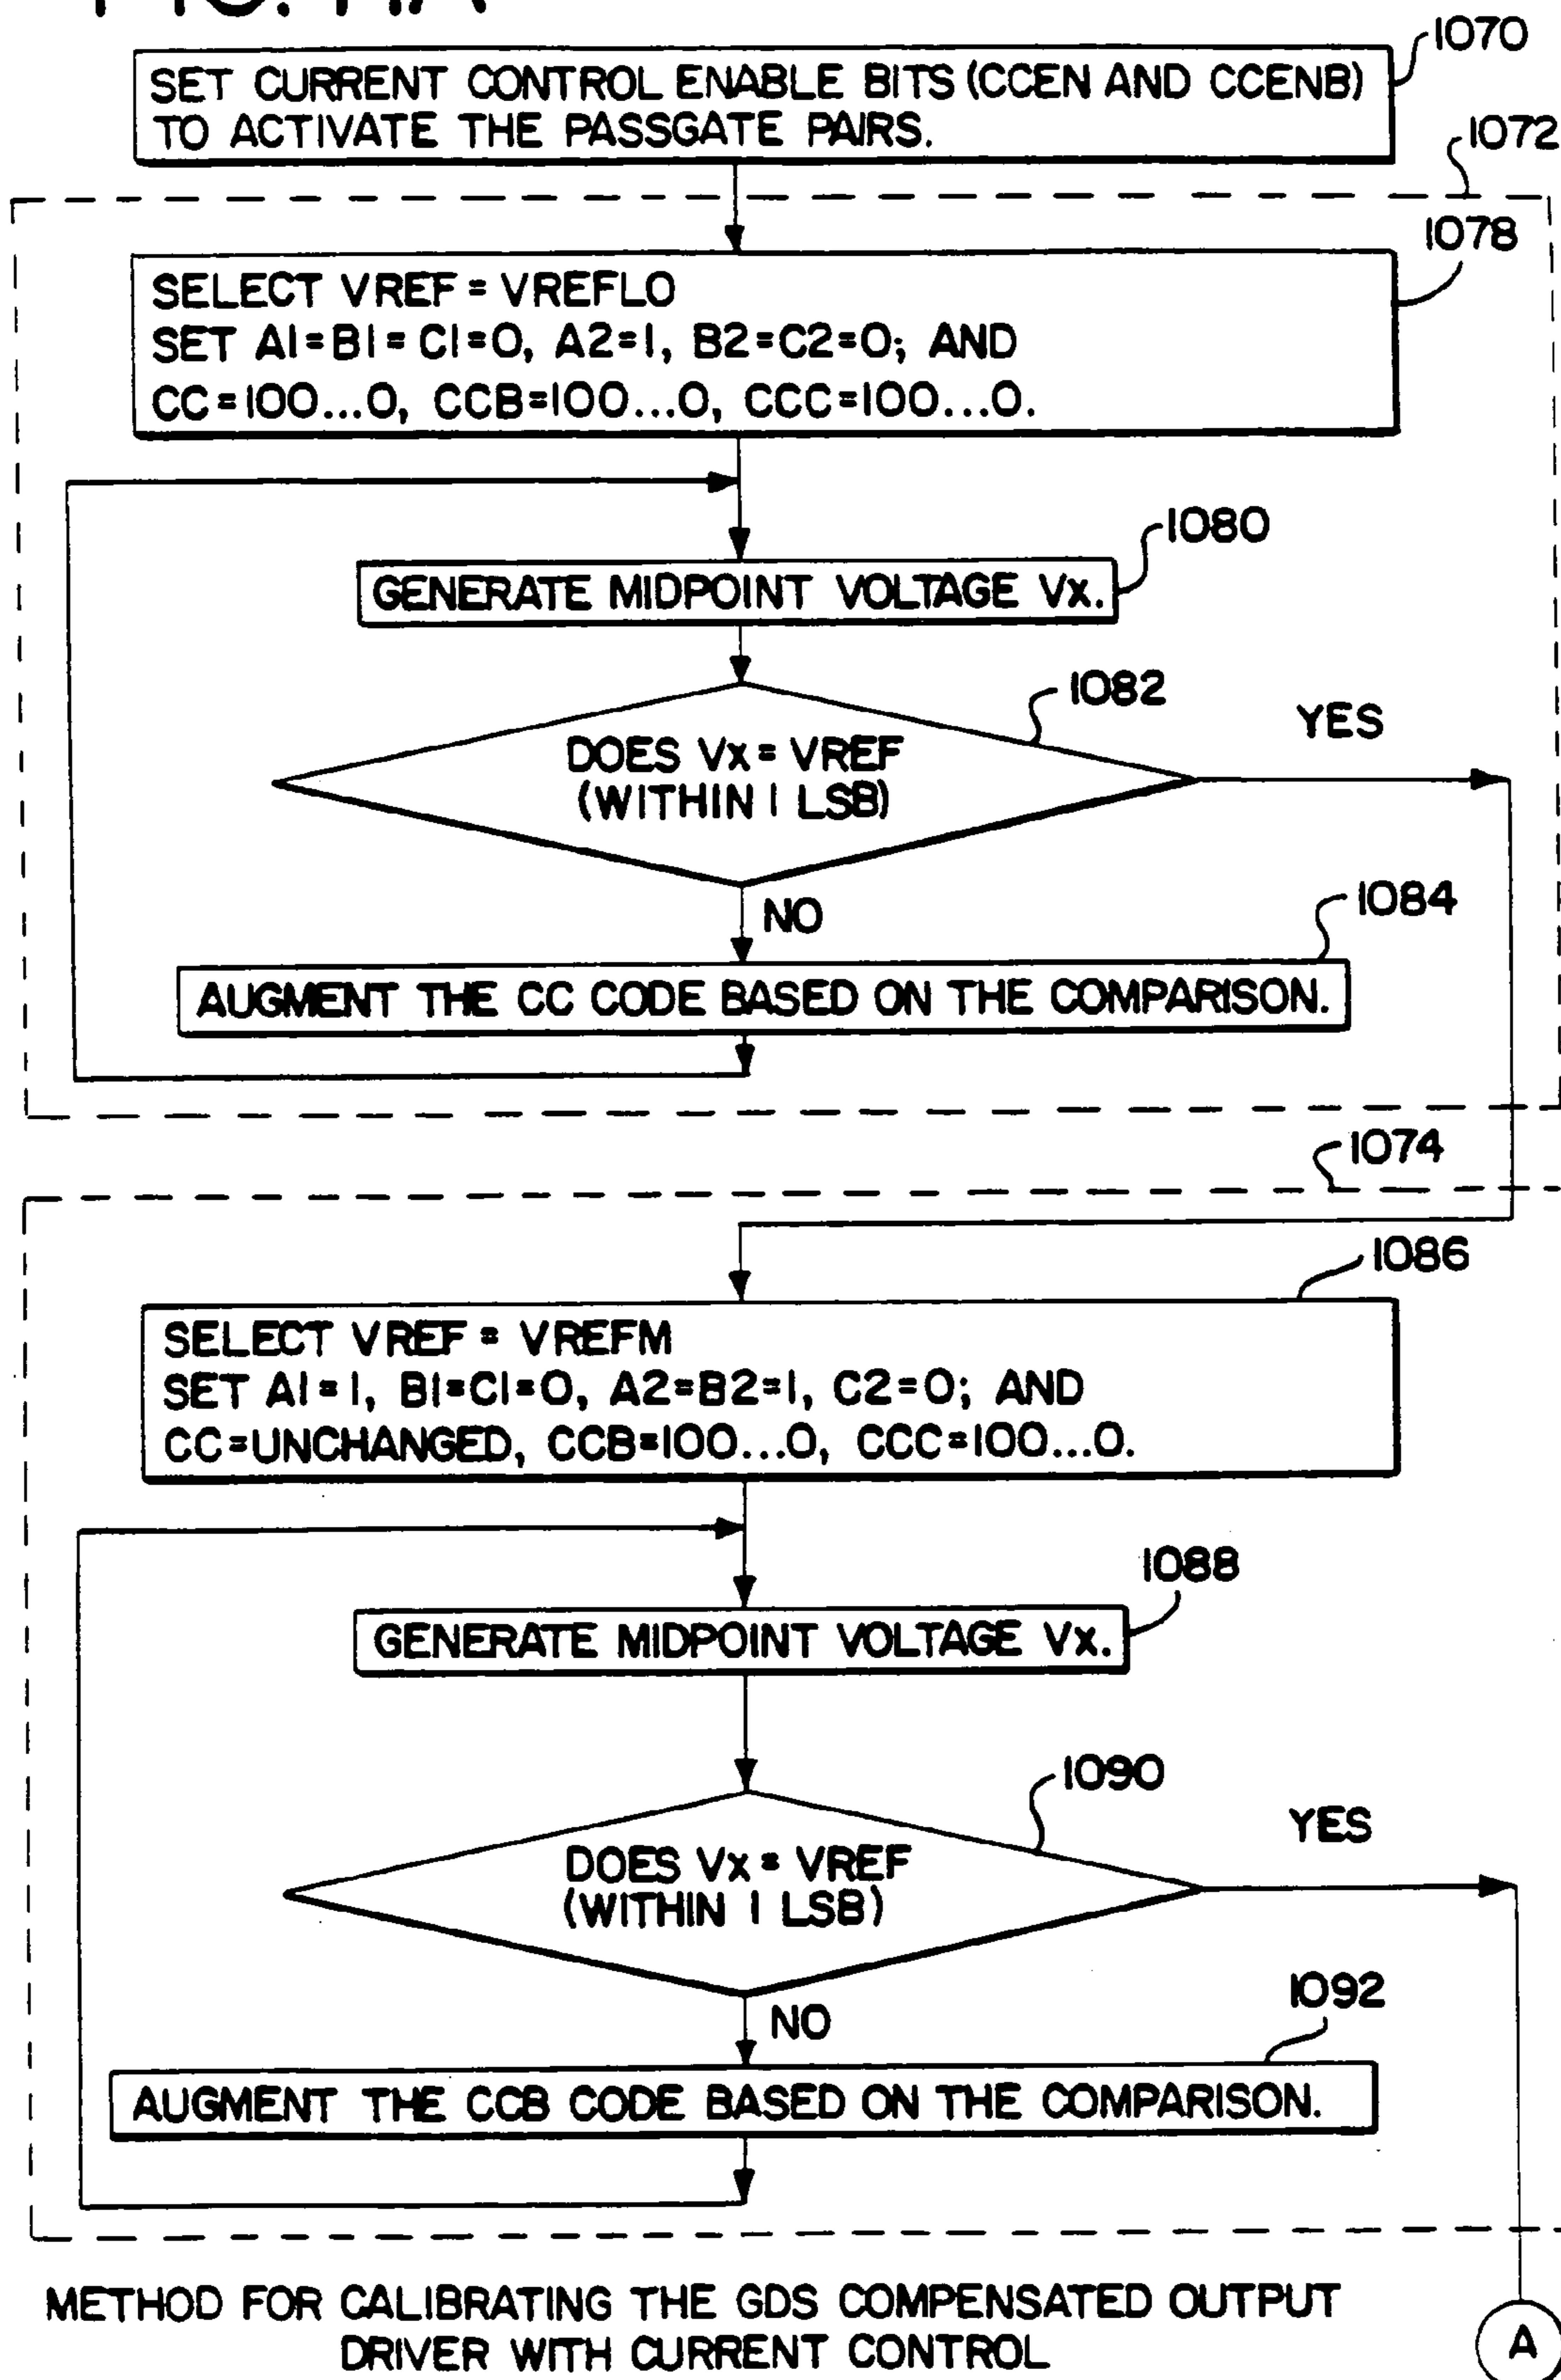 1070
SET CURRENT CONTROL ENABLE BITS (CCEN AND CCENB)
TO ACTIVATE THE PASSGATE PAIRS.
1072
1078
SELECT VREF = VREFLO
SET A1=B1=C1=0, A2=1, B2=C2=0; AND
CC=100...0, CCB=100...0, CCC=100...0.
1080
GENERATE MIDPOINT VOLTAGE Vx.
1082
YES
DOES Vx = VREF
(WITHIN 1 LSB)
NO
1084
AUGMENT THE CC CODE BASED ON THE COMPARISON.
1074
1086
SELECT VREF = VREFM
SET A1=1, B1=C1=0, A2=B2=1, C2=0; AND
CC=UNCHANGED, CCB=100...0, CCC=100...0.
1088
GENERATE MIDPOINT VOLTAGE Vx.
1090
YES
DOES Vx = VREF
(WITHIN 1 LSB)
NO
1092
AUGMENT THE CCB CODE BASED ON THE COMPARISON.
METHOD FOR CALIBRATING THE GDS COMPENSATED OUTPUT
DRIVER WITH CURRENT CONTROL
A